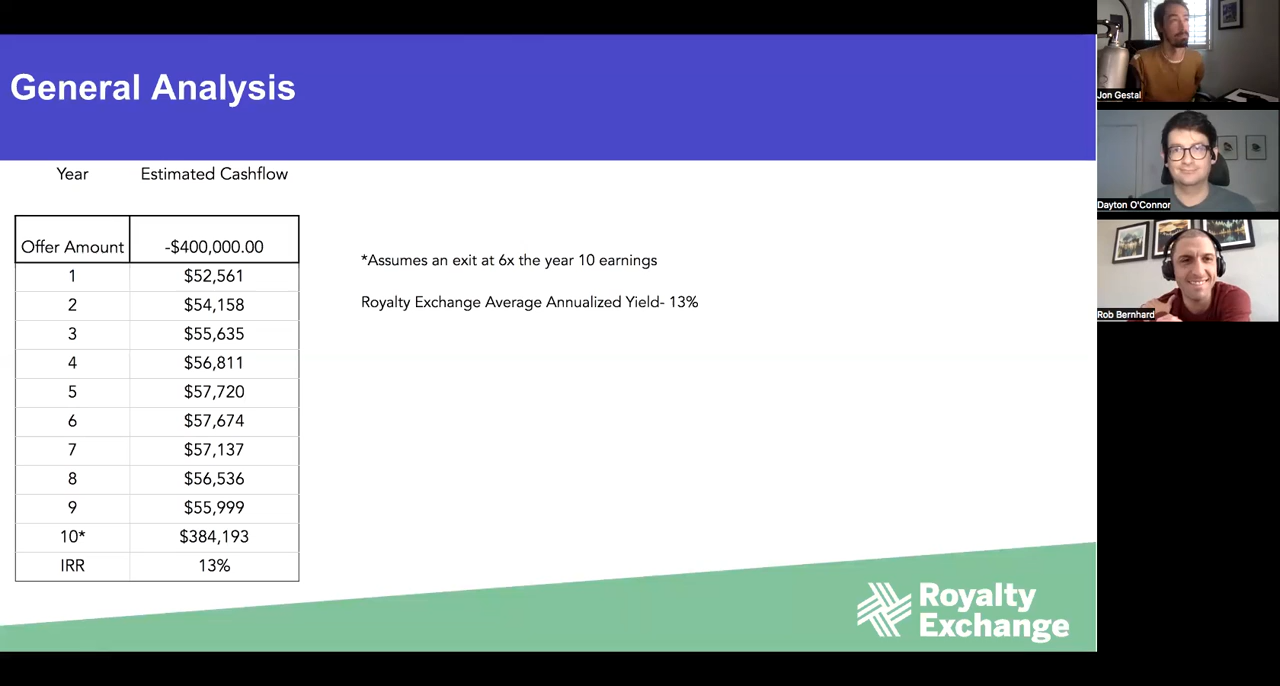 General Analysis
Year Estimated Cashflow
Offer Amount -$400,000.00
1 $52,561
2 $54,158
3 $55,635
4 $56,811
5 $57,720
6 $57,674
7 $57,137
8 $56,536
9 $55,999
10* $384,193
IRR 13%
*Assumes an exit at 6x the year 10 earnings
Royalty Exchange Average Annualized Yield- 13%
Royalty
Exchange
Jon Gestal
Dayton O'Connor
Rob Bernhard